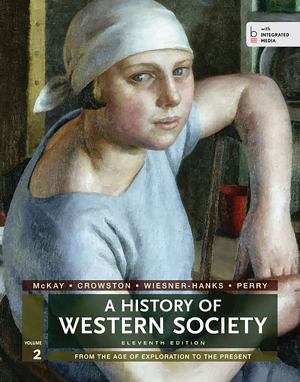 b
with
INTEGRATED
MEDIA
McKAY • CROWSTON • WIESNER-HANKS • PERRY
A HISTORY OF
WESTERN SOCIETY
ELEVENTH EDITION
VOLUME
2
FROM THE AGE OF EXPLORATION TO THE PRESENT